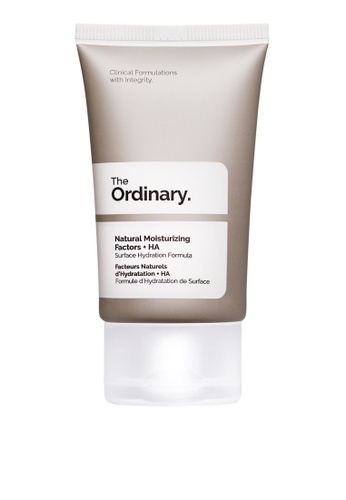 Clinical Formulations
with Integrity.
The
Ordinary.
Natural Moisturizing
Factors + HA
Surface Hydration Formula
Facteurs Naturels
d'Hydratation + HA
Formule d'Hydratation de Surface